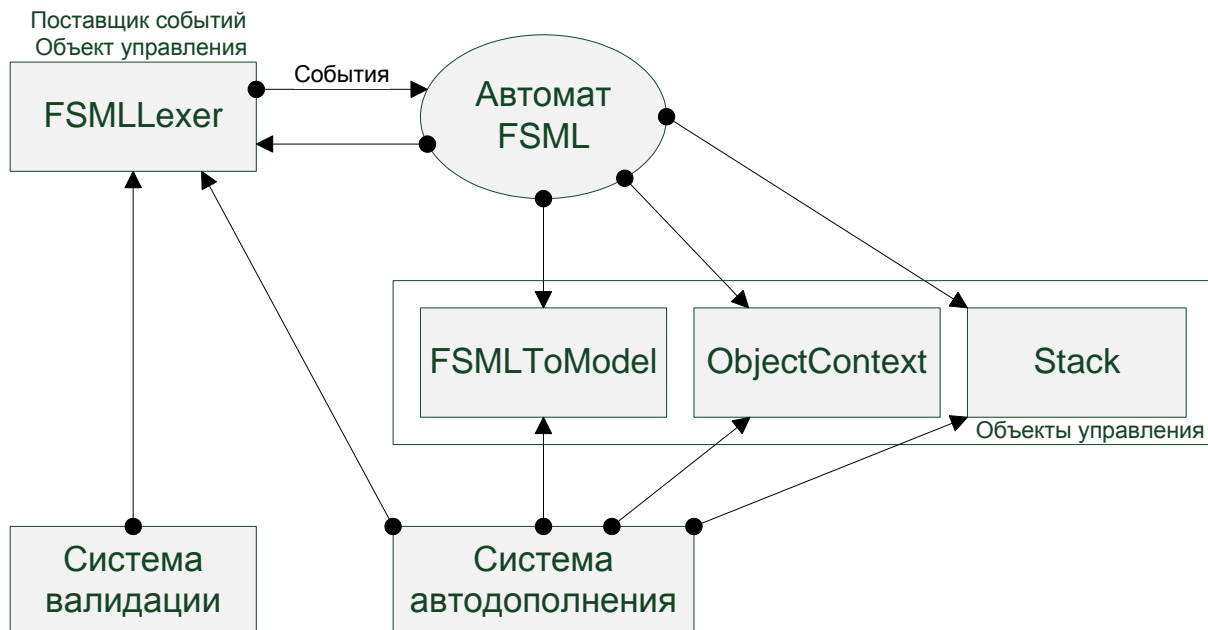 Поставщик событий
Объект управления
FSMLLexer
События
Автомат
FSML
FSMLToModel
ObjectContext
Stack
Объекты управления
Система
валидации
Система
автодополнения